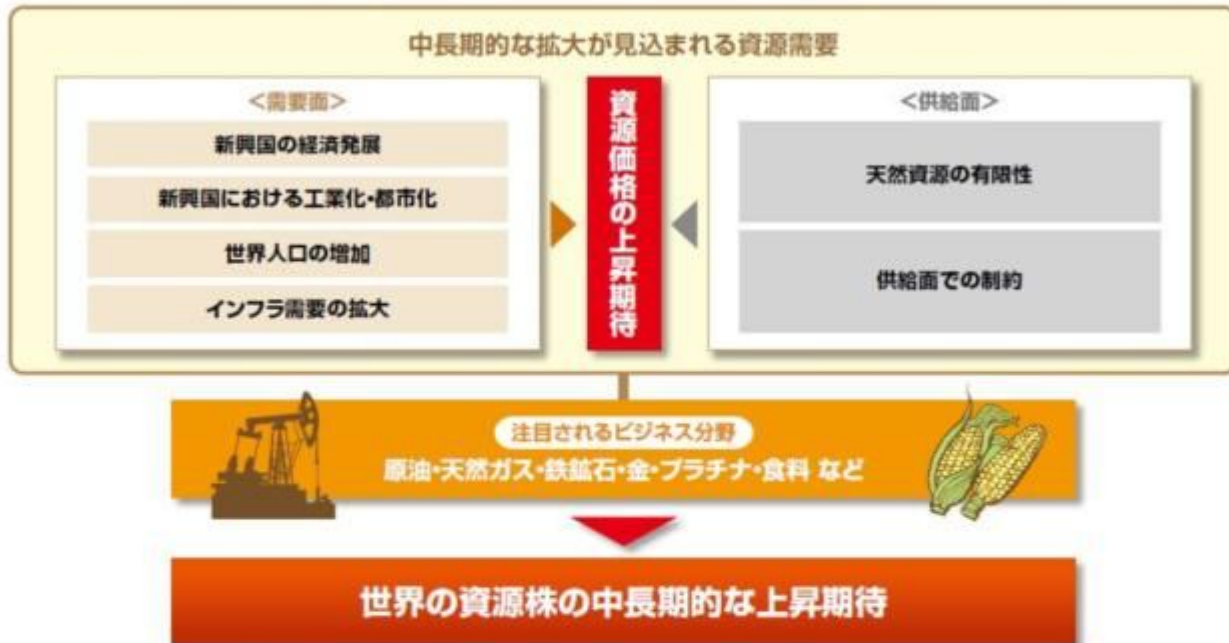 中長期的な拡大が見込まれる資源需要
＜需要面＞
新興国の経済発展
新興国における工業化・都市化
世界人口の増加
インフラ需要の拡大
資源価格の上昇期待
＜供給面＞
天然資源の有限性
供給面での制約
注目されるビジネス分野
原油・天然ガス・鉄鉱石・金・プラチナ・食料 など
世界の資源株の中長期的な上昇期待